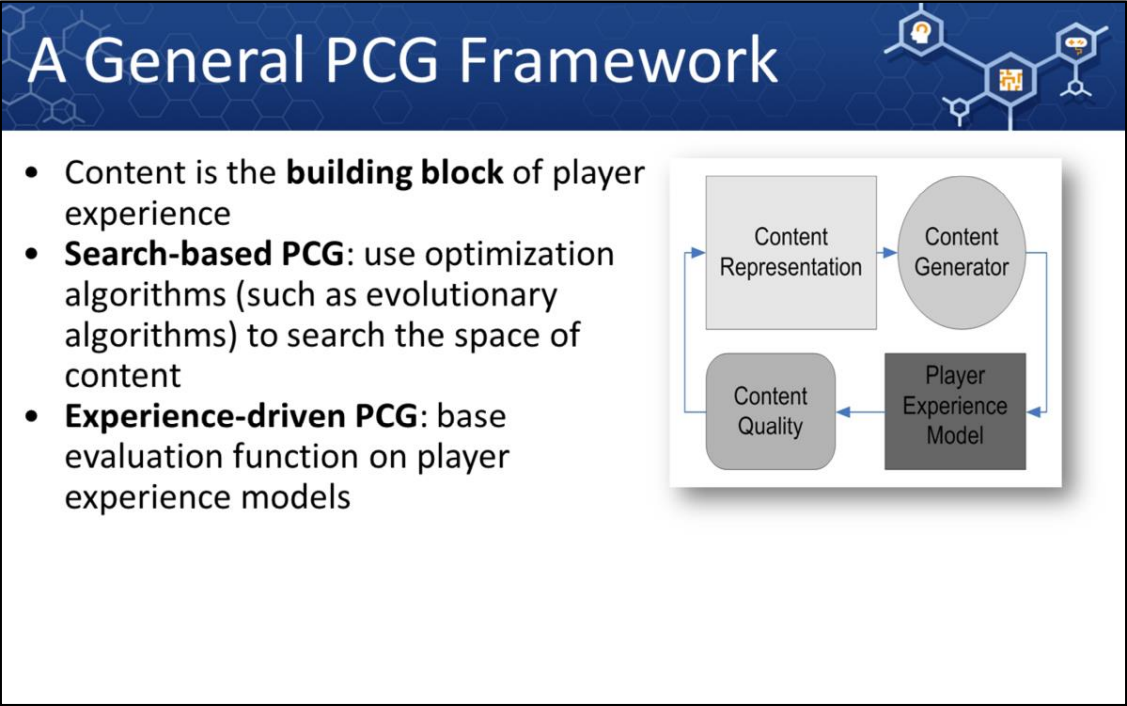 A General PCG Framework
• Content is the building block of player
experience
• Search-based PCG: use optimization
algorithms (such as evolutionary
algorithms) to search the space of
content
• Experience-driven PCG: base
evaluation function on player
experience models
Content
Representation
Content
Generator
Content
Quality
Player
Experience
Model